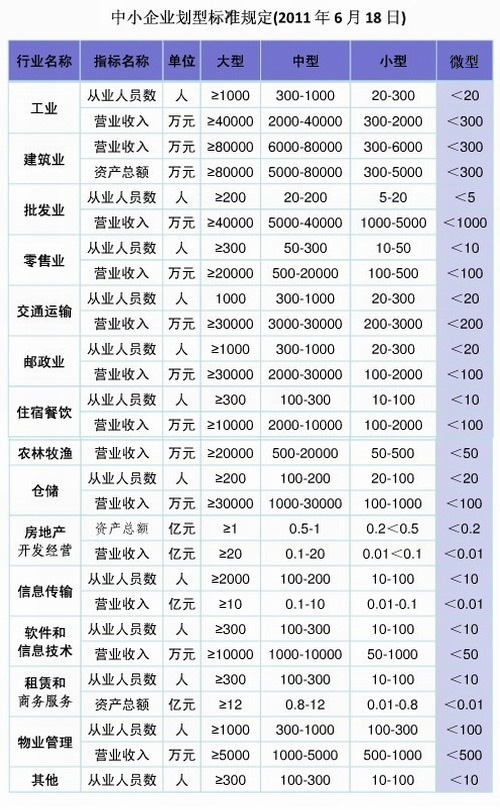 中小企业划型标准规定(2011 年 6 月 18 日)
行业名称 指标名称 单位 大型 中型 小型 微型
工业 从业人员数 人 ≥1000 300-1000 20-300 <20
营业收入 万元 ≥40000 2000-40000 300-2000 <300
建筑业 营业收入 万元 ≥80000 6000-80000 300-6000 <300
资产总额 万元 ≥80000 5000-80000 300-5000 <300
批发业 从业人员数 人 ≥200 20-200 5-20 <5
营业收入 万元 ≥40000 5000-40000 1000-5000 <1000
零售业 从业人员数 人 ≥300 50-300 10-50 <10
营业收入 万元 ≥20000 500-20000 100-500 <100
交通运输 从业人员数 人 1000 300-1000 20-300 <20
营业收入 万元 ≥30000 3000-30000 200-3000 <200
邮政业 从业人员数 人 ≥1000 300-1000 20-300 <20
营业收入 万元 ≥30000 2000-30000 100-2000 <100
住宿餐饮 从业人员数 人 ≥300 100-300 10-100 <10
营业收入 万元 ≥10000 2000-10000 100-2000 <100
农林牧渔 营业收入 万元 ≥20000 500-20000 50-500 <50
仓储 从业人员数 人 ≥200 100-200 20-100 <20
营业收入 万元 ≥30000 1000-30000 100-1000 <100
房地产 资产总额 亿元 ≥1 0.5-1 0.2<0.5 <0.2
开发经营 营业收入 亿元 ≥20 0.1-20 0.01<0.1 <0.01
信息传输 从业人员数 人 ≥2000 100-200 10-100 <10
营业收入 亿元 ≥10 0.1-10 0.01-0.1 <0.01
软件和 从业人员数 人 ≥300 100-300 10-100 <10
信息技术 营业收入 万元 ≥10000 1000-10000 50-1000 <50
租赁和 从业人员数 人 ≥300 100-300 10-100 <10
商务服务 资产总额 亿元 ≥12 0.8-12 0.01-0.8 <0.01
物业管理 从业人员数 人 ≥1000 300-1000 100-300 <100
营业收入 万元 ≥5000 1000-5000 500-1000 <500
其他 从业人员数 人 ≥300 100-300 10-100 <10